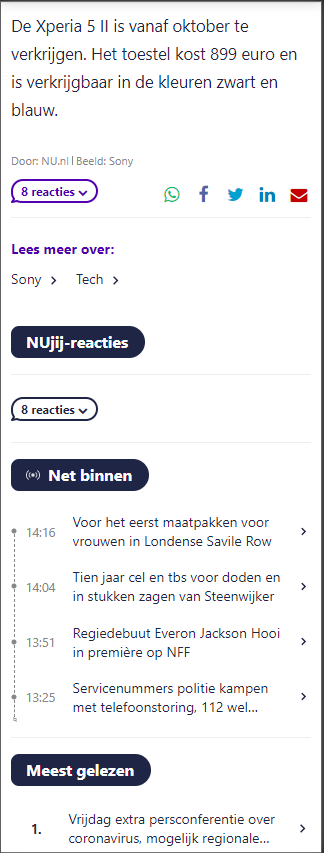 De Xperia 5 II is vanaf oktober te
verkrijgen. Het toestel kost 899 euro en
is verkrijgbaar in de kleuren zwart en
blauw.
Door: NU.nl | Beeld: Sony
8 reacties
Lees meer over:
Sony
Tech
NUjij-reacties
8 reacties
Net binnen
14:16
Voor het eerst maatpakken voor
vrouwen in Londense Savile Row
14:04
Tien jaar cel en tbs voor doden en
in stukken zagen van Steenwijker
13:51
Regiedebuut Everon Jackson Hooi
in première op NFF
13:25
Servicenummers politie kampen
met telefoonstoring, 112 wel...
Meest gelezen
1.
Vrijdag extra persconferentie over
coronavirus, mogelijk regionale...